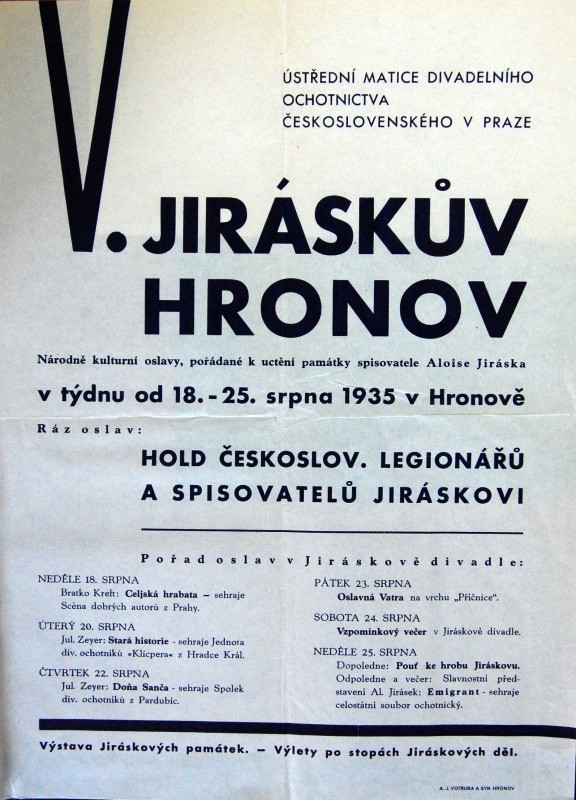 ÚSTŘEDNÍ MATICE DIVADELNÍHO
OCHOTNICTVA
ČESKOSLOVENSKÉHO V PRAZE
V. JIRÁSKŮV
HRONOV
Národně kulturní oslavy, pořádané k uctění památky spisovatele Aloise Jiráska
v týdnu od 18. - 25. srpna 1935 v Hronově
Ráz oslav:
HOLD ČESKOSLOV. LEGIONÁŘŮ
A SPISOVATELŮ JIRÁSKOVI
Pořad oslav v Jiráskově divadle:
NEDĚLE 18. SRPNA
Bratko Kreft: Celjská hrabata – sehraje
Scéna dobrých autorů z Prahy.
ÚTERÝ 20. SRPNA
Jul. Zeyer: Stará historie - sehraje Jednota
div. ochotníků »Klicpera« z Hradce Král.
ČTVRTEK 22. SRPNA
Jul. Zeyer: Doňa Sanča - sehraje Spolek
div. ochotníků z Pardubic.
PÁTEK 23. SRPNA
Oslavná Vatra na vrchu „Příčnice“.
SOBOTA 24. SRPNA
Vzpomínkový večer v Jiráskově divadle.
NEDĚLE 25. SRPNA
Dopoledne: Pouť ke hrobu Jiráskovu.
Odpoledne a večer: Slavnostní před-
stavení Al. Jirásek: Emigrant - sehraje
celostátní soubor ochotnický.
Výstava Jiráskových památek. – Výlety po stopách Jiráskových děl.
A. J. VOTRUBA A SYN HRONOV